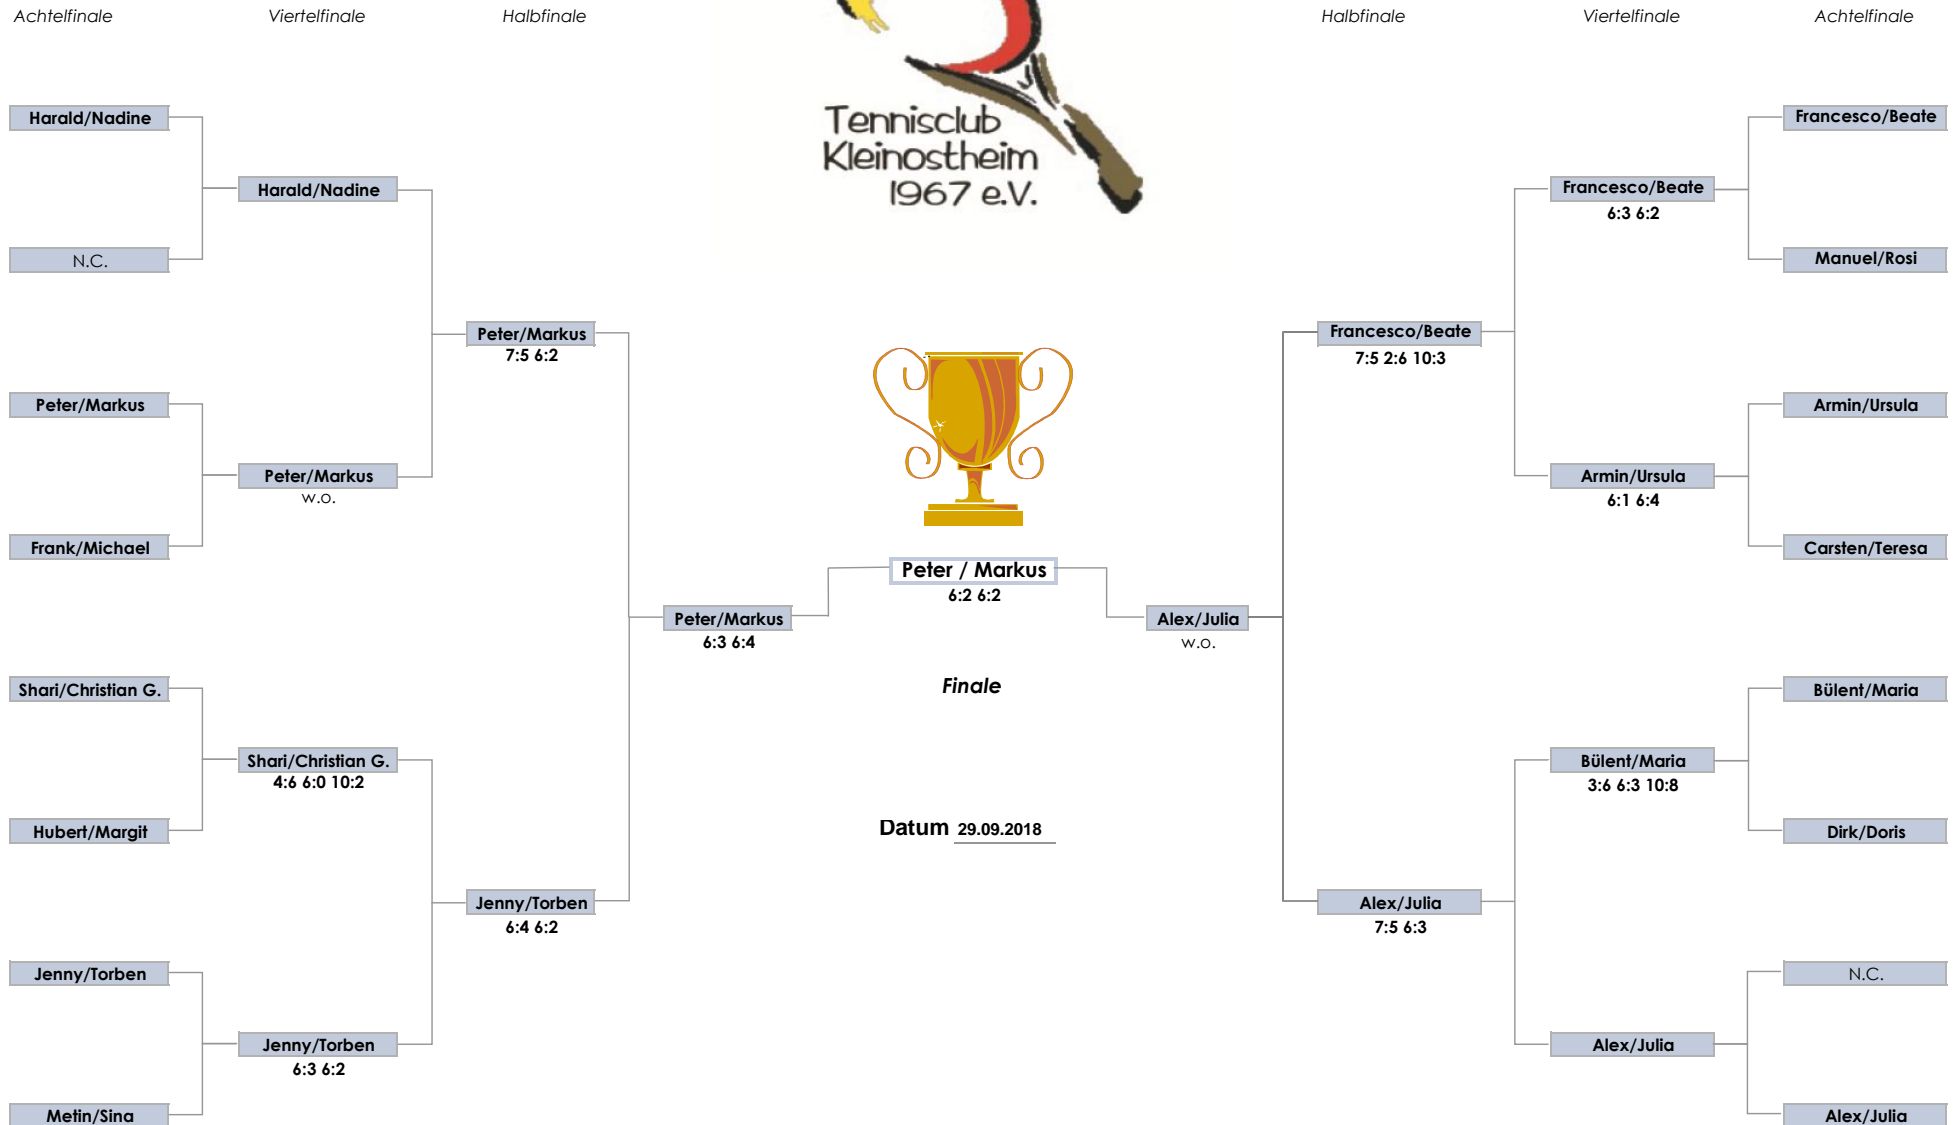 Achtelfinale
Viertelfinale
Halbfinale
Halbfinale
Viertelfinale
Achtelfinale
Tennisclub
Kleinostheim
1967 e.V.
Harald/Nadine
N.C.
Peter/Markus
Frank/Michael
Shari/Christian G.
Hubert/Margit
Jenny/Torben
Metin/Sina
Harald/Nadine
Peter/Markus
w.o.
Shari/Christian G.
4:6 6:0 10:2
Jenny/Torben
6:3 6:2
Peter/Markus
7:5 6:2
Jenny/Torben
6:4 6:2
Peter/Markus
6:3 6:4
Peter / Markus
6:2 6:2
Finale
Datum 29.09.2018
Alex/Julia
w.o.
Francesco/Beate
7:5 2:6 10:3
Alex/Julia
7:5 6:3
Francesco/Beate
6:3 6:2
Armin/Ursula
6:1 6:4
Bülent/Maria
3:6 6:3 10:8
Alex/Julia
Francesco/Beate
Manuel/Rosi
Armin/Ursula
Carsten/Teresa
Bülent/Maria
Dirk/Doris
N.C.
Alex/Julia